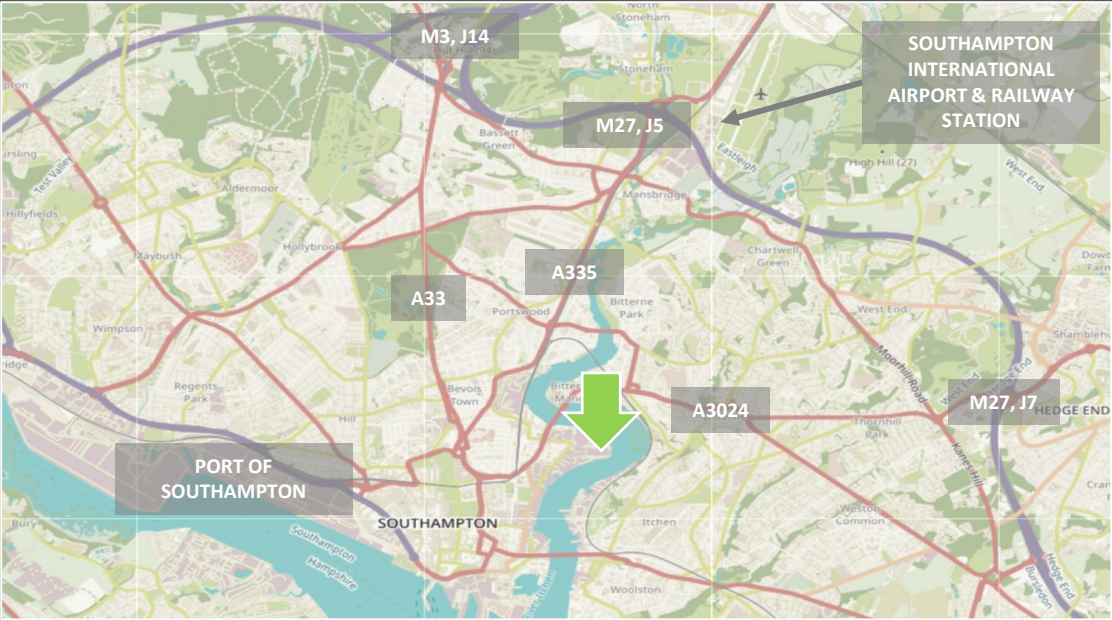 North
Stoneham
M3, J14
SOUTHAMPTON
INTERNATIONAL
AIRPORT & RAILWAY
STATION
Stoneham
M27, J5
Bassett
Green
Eastleigh
High Hill (27)
West End
Test Valley
Aldermoor
Mansbridge
Hillyfields
Hollybrook
Chartwell
Green
Maybush
A335
A33
Bitterne
Park
Portswood
West End
Wimpson
Moorhill Road
Regents
Park
Bevois
Town
M27, J7
HEDGE END
A3024
Hill
Thornhill
Park
Kanes Hill
PORT OF
SOUTHAMPTON
Weston
Common
SOUTHAMPTON
Itchen
Bury
Southampton
Hampshire
Woolston
Hedge End
Bursledon